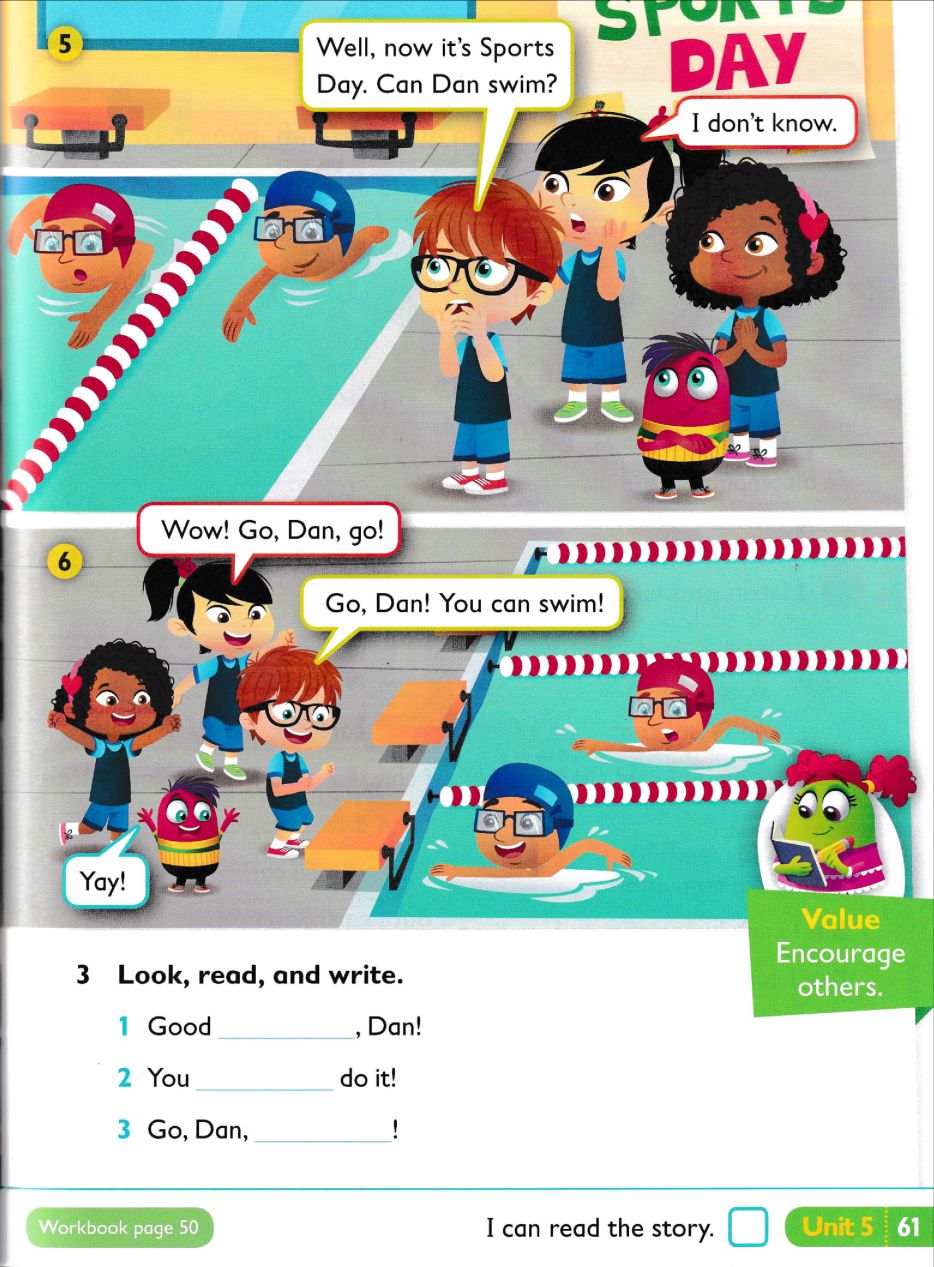 5
Well, now it's Sports
Day. Can Dan swim?
SPORTS
DAY
I don't know.
6
Wow! Go, Dan, go!
Go, Dan! You can swim!
Yay!
Value
Encourage
others.
3 Look, read, and write.
1 Good __________, Dan!
2 You __________ do it!
3 Go, Dan, __________!
Workbook page 50
I can read the story.
Unit 5 61